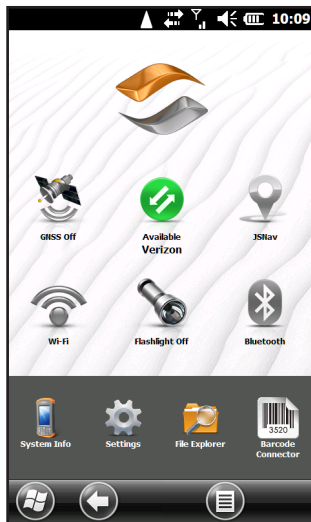 10:09
GNSS Off
Available
Verizon
JSNav
Wi-Fi
Flashlight Off
Bluetooth
System Info
Settings
File Explorer
3520
Barcode
Connector